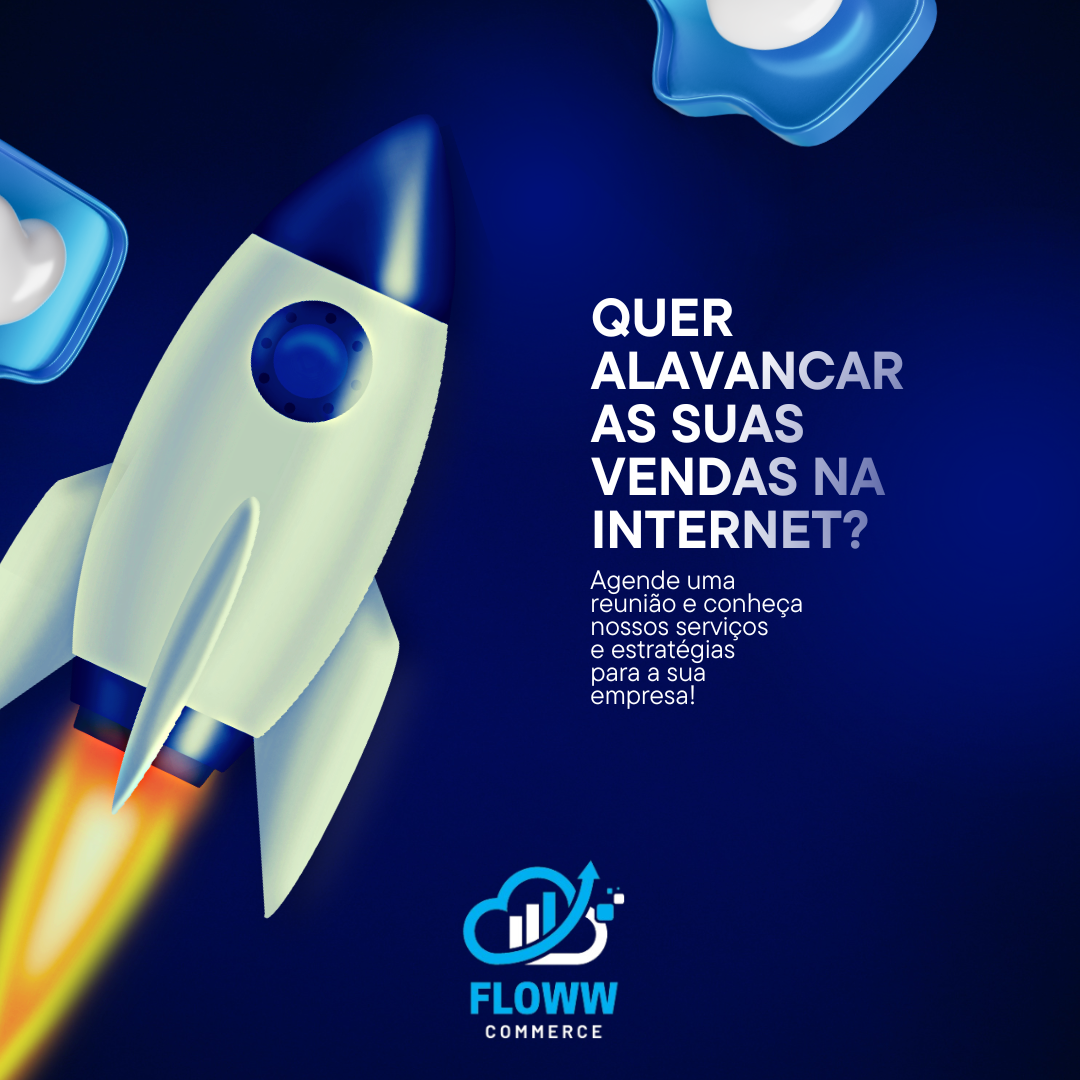 QUER
ALAVANCAR
AS SUAS
VENDAS NA
INTERNET?
Agende uma
reunião e conheça
nossos serviços
e estratégias
para a sua
empresa!
FLOWW
COMMERCE